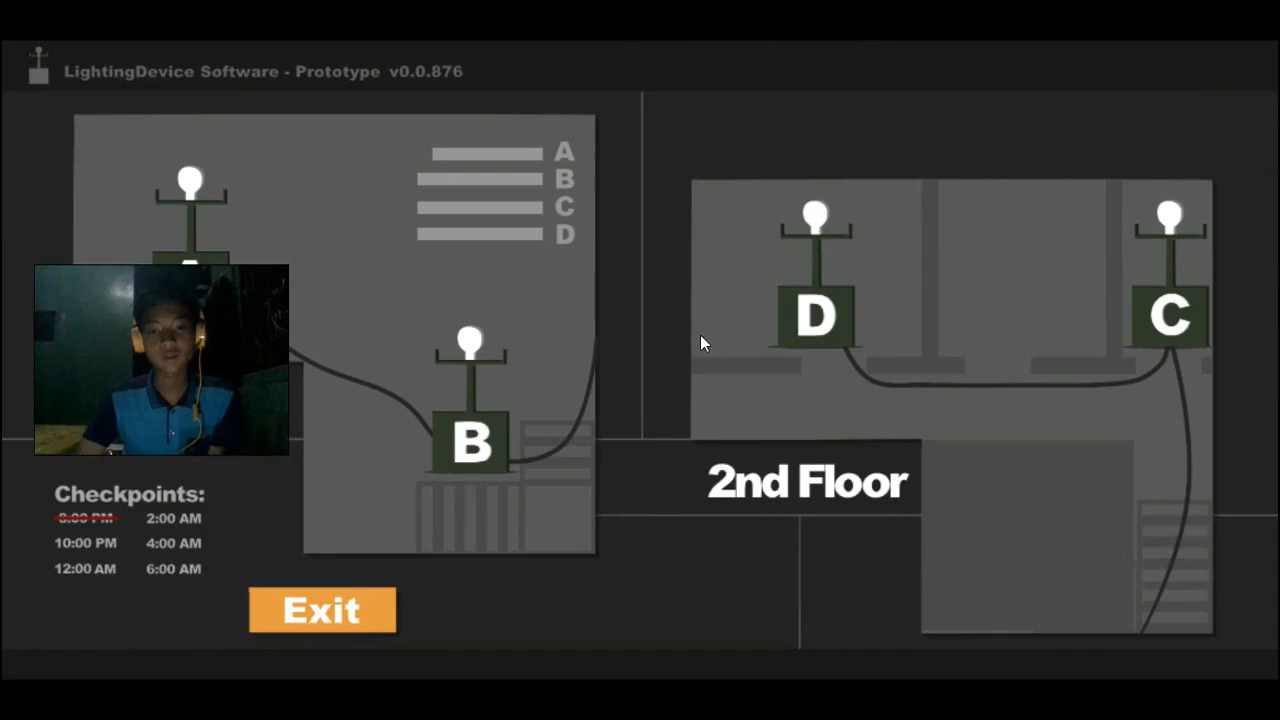 LightingDevice Software - Prototype v0.0.876
A
B
C
D
B
D
C
2nd Floor
Checkpoints:
8:00 PM 2:00 AM
10:00 PM 4:00 AM
12:00 AM 6:00 AM
Exit